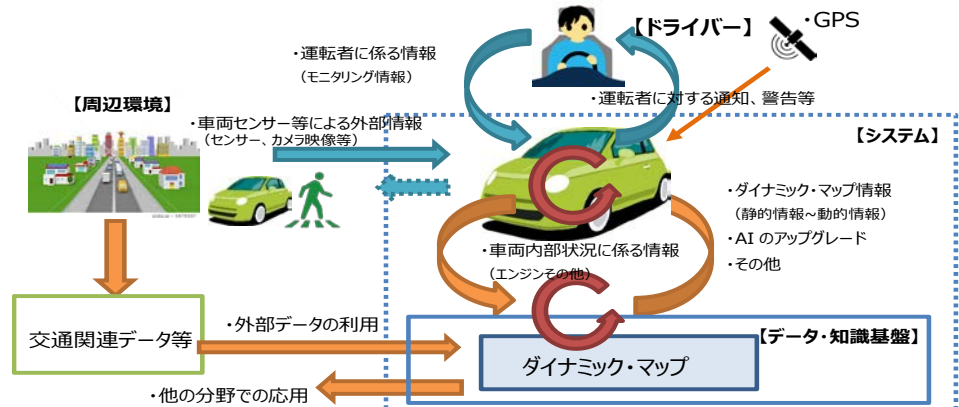 【ドライバー】
・GPS
・運転者に係る情報
（モニタリング情報）
・運転者に対する通知、警告等
【周辺環境】
・車両センサー等による外部情報
（センサー、カメラ映像等）
【システム】
・ダイナミック・マップ情報
（静的情報~動的情報）
・AI のアップグレード
・その他
・車両内部状況に係る情報
（エンジンその他）
交通関連データ等
・外部データの利用
【データ・知識基盤】
ダイナミック・マップ
・他の分野での応用